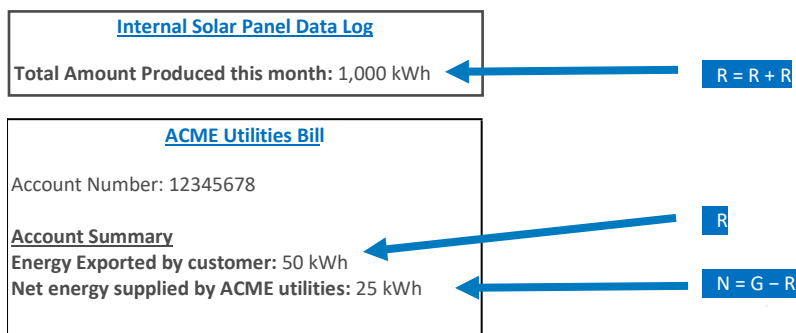 Internal Solar Panel Data Log
Total Amount Produced this month: 1,000 kWh
R = R + R
ACME Utilities Bill
Account Number: 12345678
Account Summary
R
Energy Exported by customer: 50 kWh
Net energy supplied by ACME utilities: 25 kWh
N = G − R